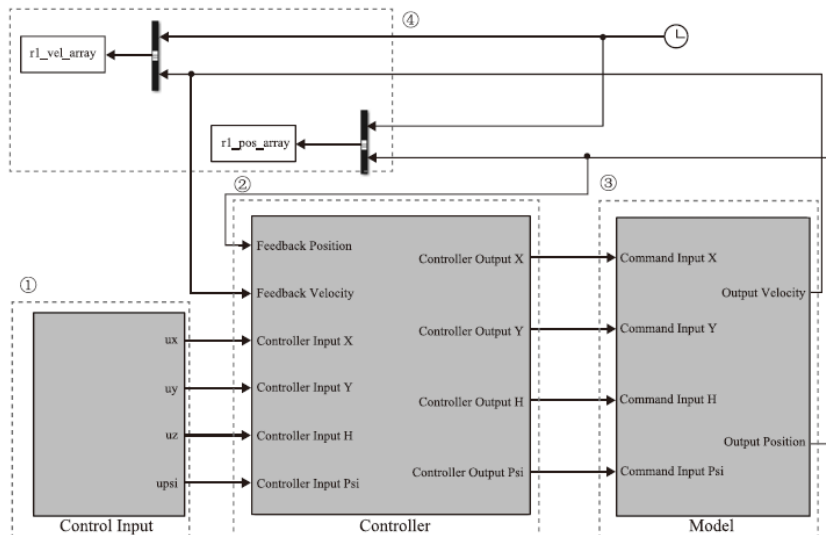 ④
r1_vel_array
r1_pos_array
②
③
Feedback Position
Controller Output X
Command Input X
①
Feedback Velocity
Output Velocity
ux
Controller Input X
Controller Output Y
Command Input Y
uy
Controller Input Y
Controller Output H
Command Input H
uz
Controller Input H
Output Position
upsi
Controller Input Psi
Controller Output Psi
Command Input Psi
Control Input
Controller
Model